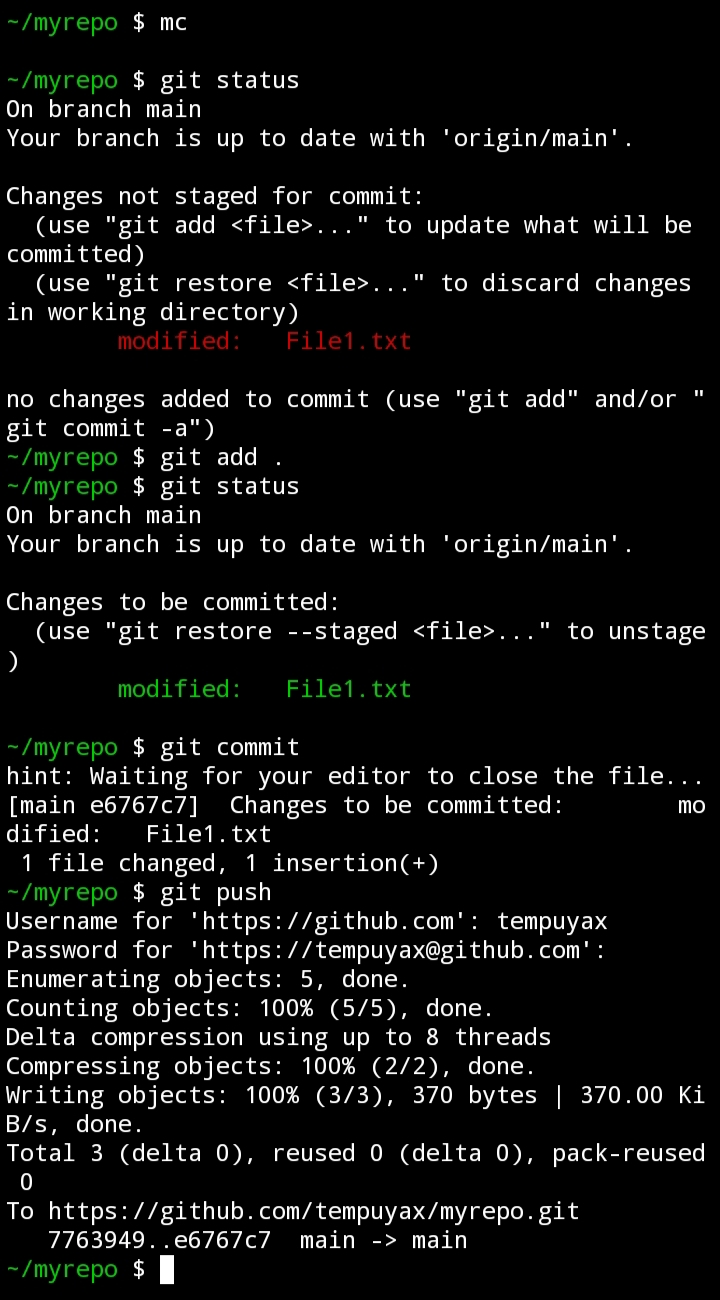 ~/myrepo $ mc
~/myrepo $ git status
On branch main
Your branch is up to date with 'origin/main'.
Changes not staged for commit:
  (use "git add <file>..." to update what will be
committed)
  (use "git restore <file>..." to discard changes
in working directory)
        modified:   File1.txt
no changes added to commit (use "git add" and/or "
git commit -a")
~/myrepo $ git add .
~/myrepo $ git status
On branch main
Your branch is up to date with 'origin/main'.
Changes to be committed:
  (use "git restore --staged <file>..." to unstage
)
        modified:   File1.txt
~/myrepo $ git commit
hint: Waiting for your editor to close the file...
[main e6767c7]  Changes to be committed:        mo
dified:   File1.txt
 1 file changed, 1 insertion(+)
~/myrepo $ git push
Username for 'https://github.com': tempuyax
Password for 'https://tempuyax@github.com':
Enumerating objects: 5, done.
Counting objects: 100% (5/5), done.
Delta compression using up to 8 threads
Compressing objects: 100% (2/2), done.
Writing objects: 100% (3/3), 370 bytes | 370.00 Ki
B/s, done.
Total 3 (delta 0), reused 0 (delta 0), pack-reused
 0
To https://github.com/tempuyax/myrepo.git
   7763949..e6767c7  main -> main
~/myrepo $